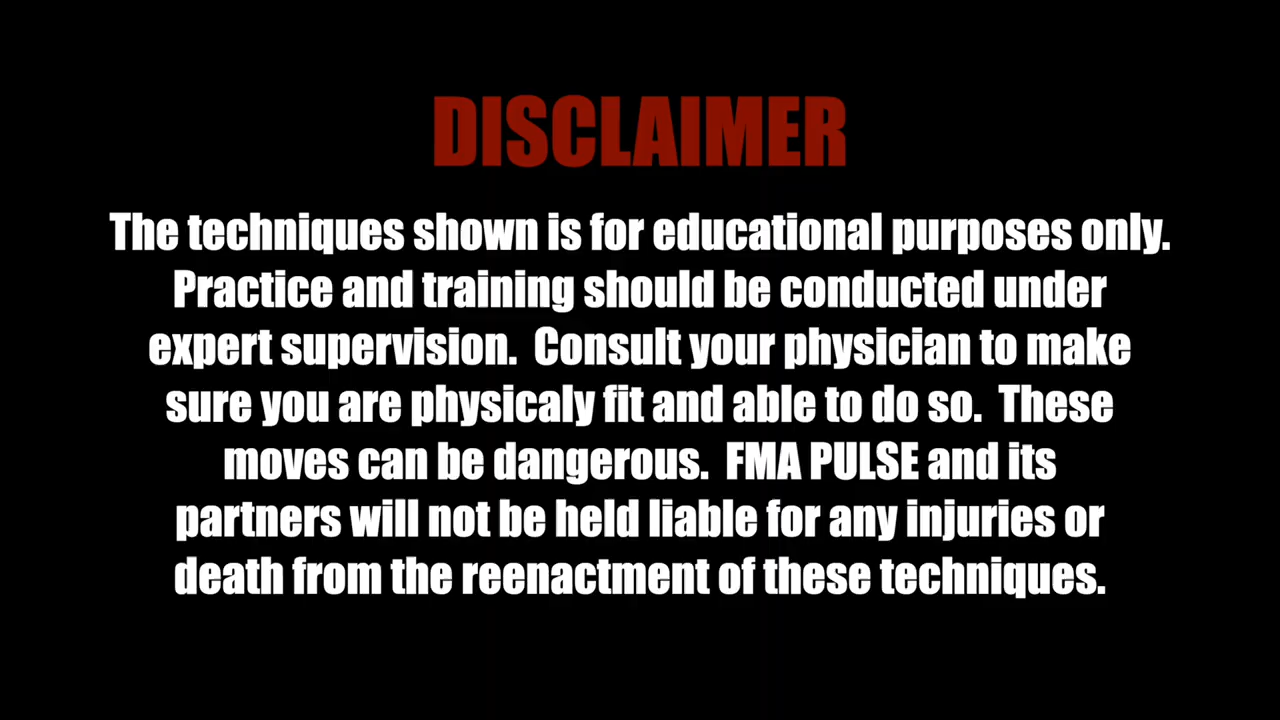 DISCLAIMER
The techniques shown is for educational purposes only.
Practice and training should be conducted under
expert supervision.  Consult your physician to make
sure you are physicaly fit and able to do so.  These
moves can be dangerous.  FMA PULSE and its
partners will not be held liable for any injuries or
death from the reenactment of these techniques.